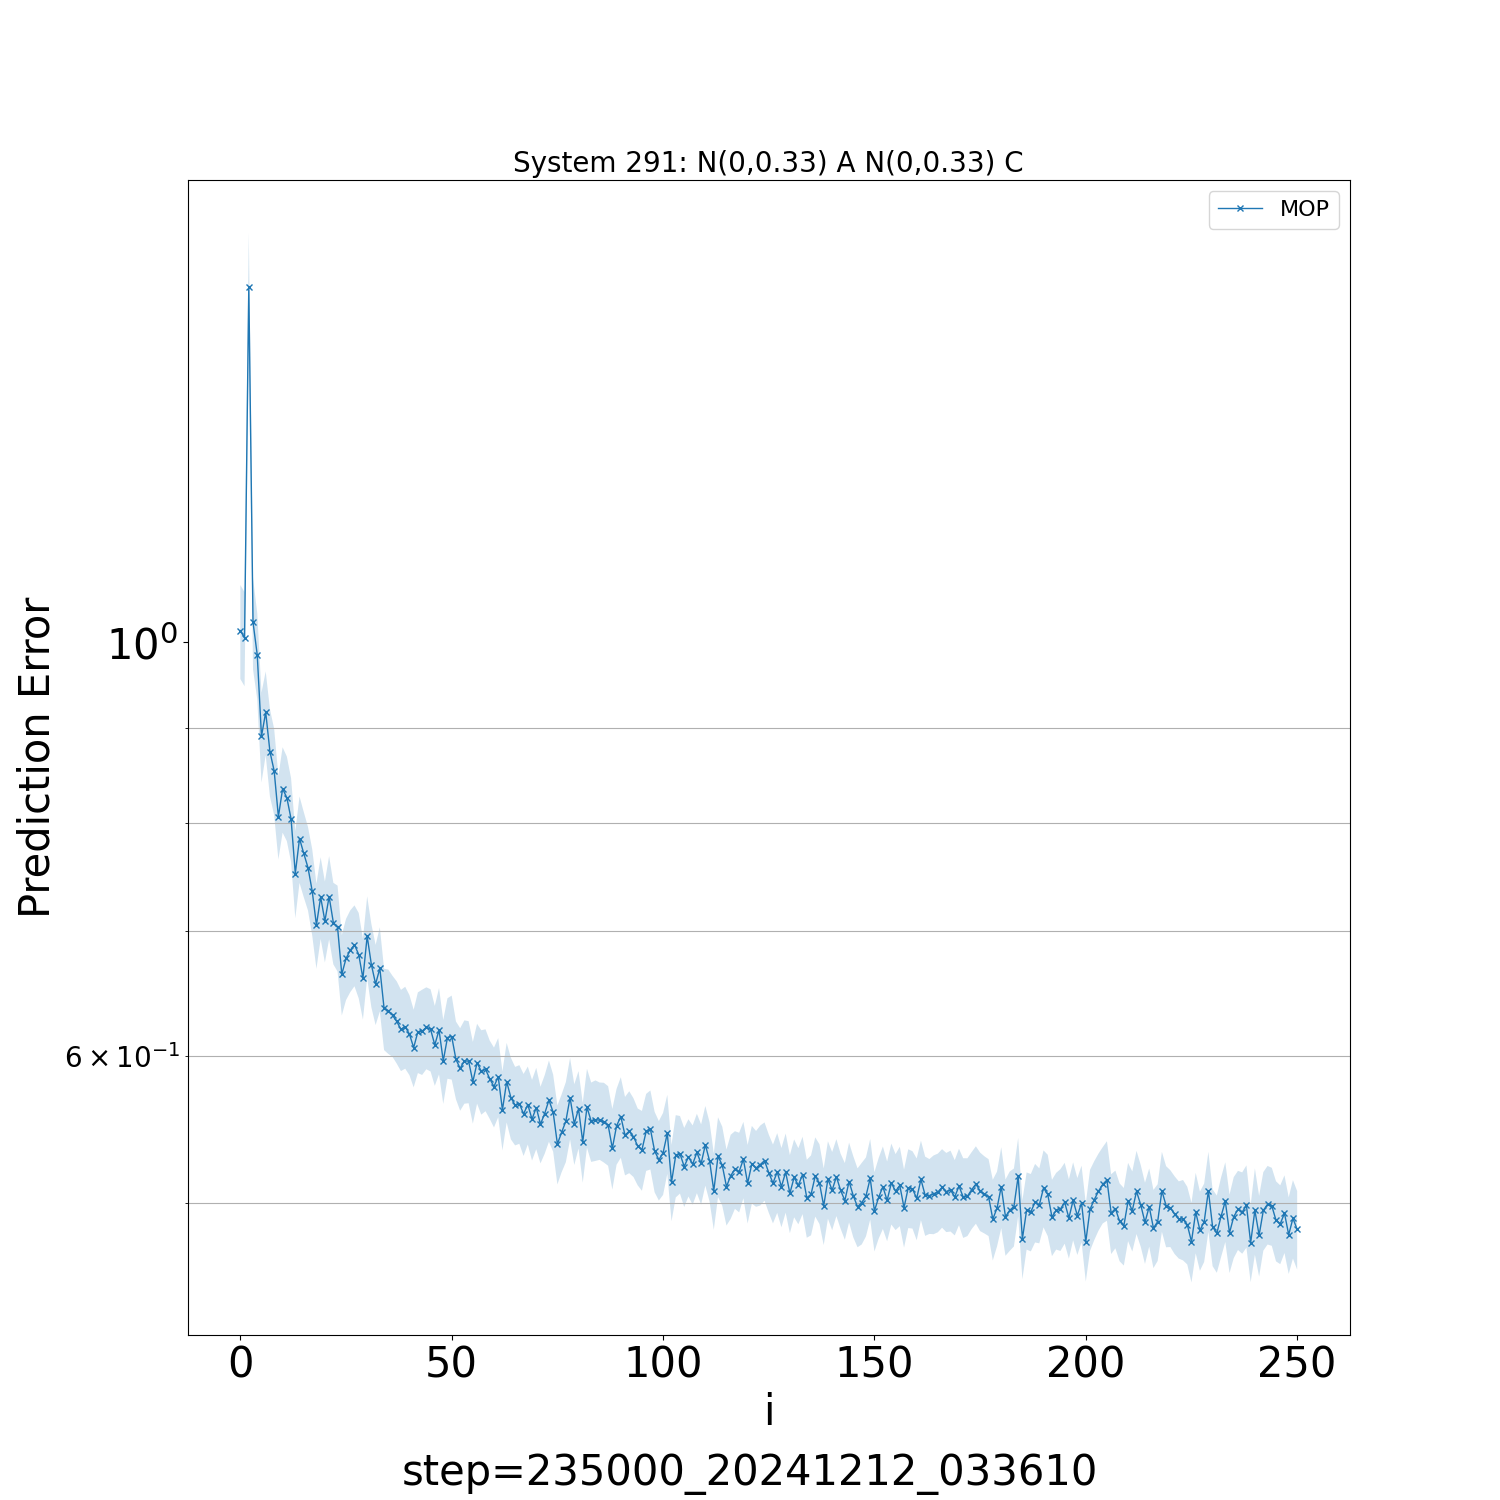 System 291: N(0,0.33) A N(0,0.33) C
MOP
Prediction Error
10⁰
6 × 10⁻¹
0 50 100 150 200 250
i
step=235000_20241212_033610